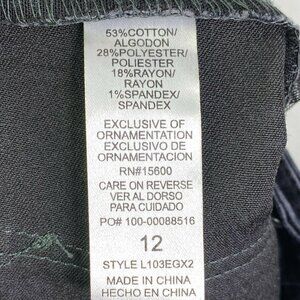 53%COTTON/
ALGODON
28%POLYESTER/
POLIESTER
18%RAYON/
RAYON
1%SPANDEX/
SPANDEX
EXCLUSIVE OF
ORNAMENTATION
EXCLUSIVO DE
ORNAMENTACION
RN#15600
CARE ON REVERSE
VER AL DORSO
PARA CUIDADO
PO# 100-00088516
12
STYLE L103EGX2
MADE IN CHINA
HECHO EN CHINA